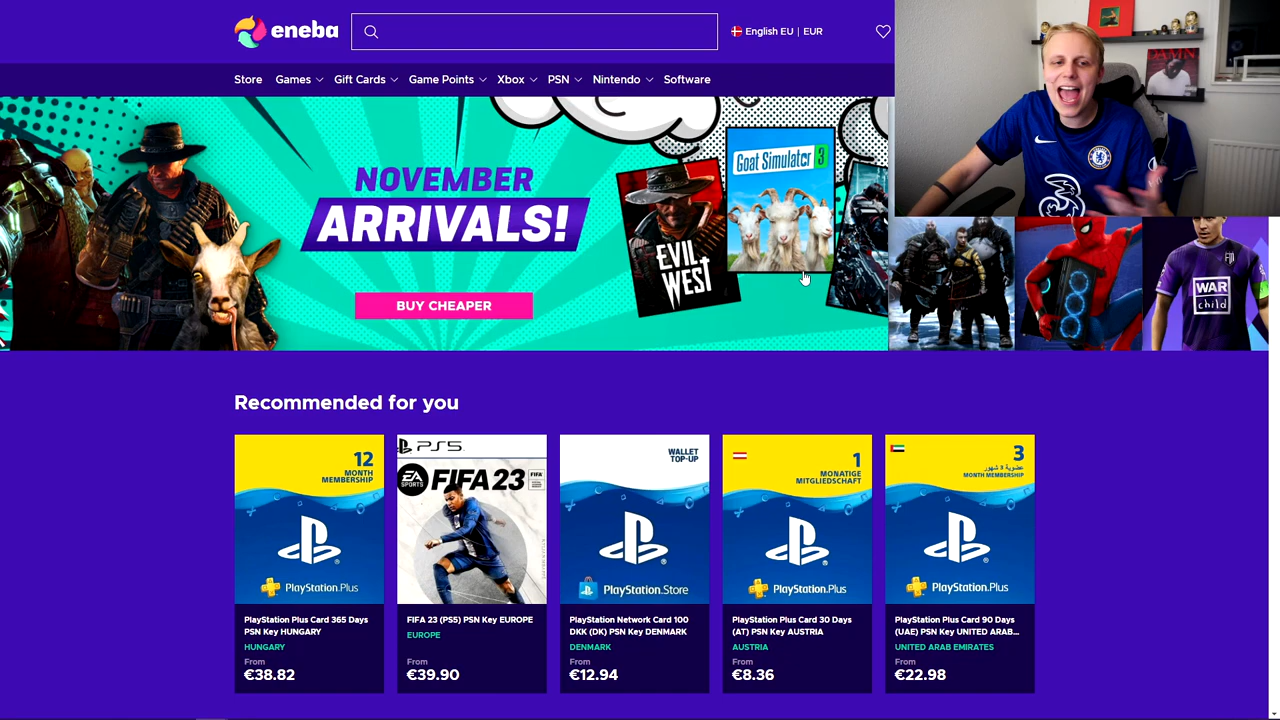 eneba
English EU | EUR
Store
Games
Gift Cards
Game Points
Xbox
PSN
Nintendo
Software
DAMN.
NOVEMBER
ARRIVALS!
BUY CHEAPER
EVIL
WEST
Goat Simulator 3
WAR
child
Recommended for you
12
MONTH
MEMBERSHIP
PlayStation.Plus
PlayStation Plus Card 365 Days
PSN Key HUNGARY
HUNGARY
From
€38.82
PS5
EA
SPORTS
FIFA 23
FIFA
FIFA 23 (PS5) PSN Key EUROPE
EUROPE
From
€39.90
WALLET
TOP-UP
PlayStation.Store
PlayStation Network Card 100
DKK (DK) PSN Key DENMARK
DENMARK
From
€12.94
1
MONATIGE
MITGLIEDSCHAFT
PlayStation.Plus
PlayStation Plus Card 30 Days
(AT) PSN Key AUSTRIA
AUSTRIA
From
€8.36
3
عضوية 3 شهور
MONTH MEMBERSHIP
PlayStation.Plus
PlayStation Plus Card 90 Days
(UAE) PSN Key UNITED ARAB...
UNITED ARAB EMIRATES
From
€22.98